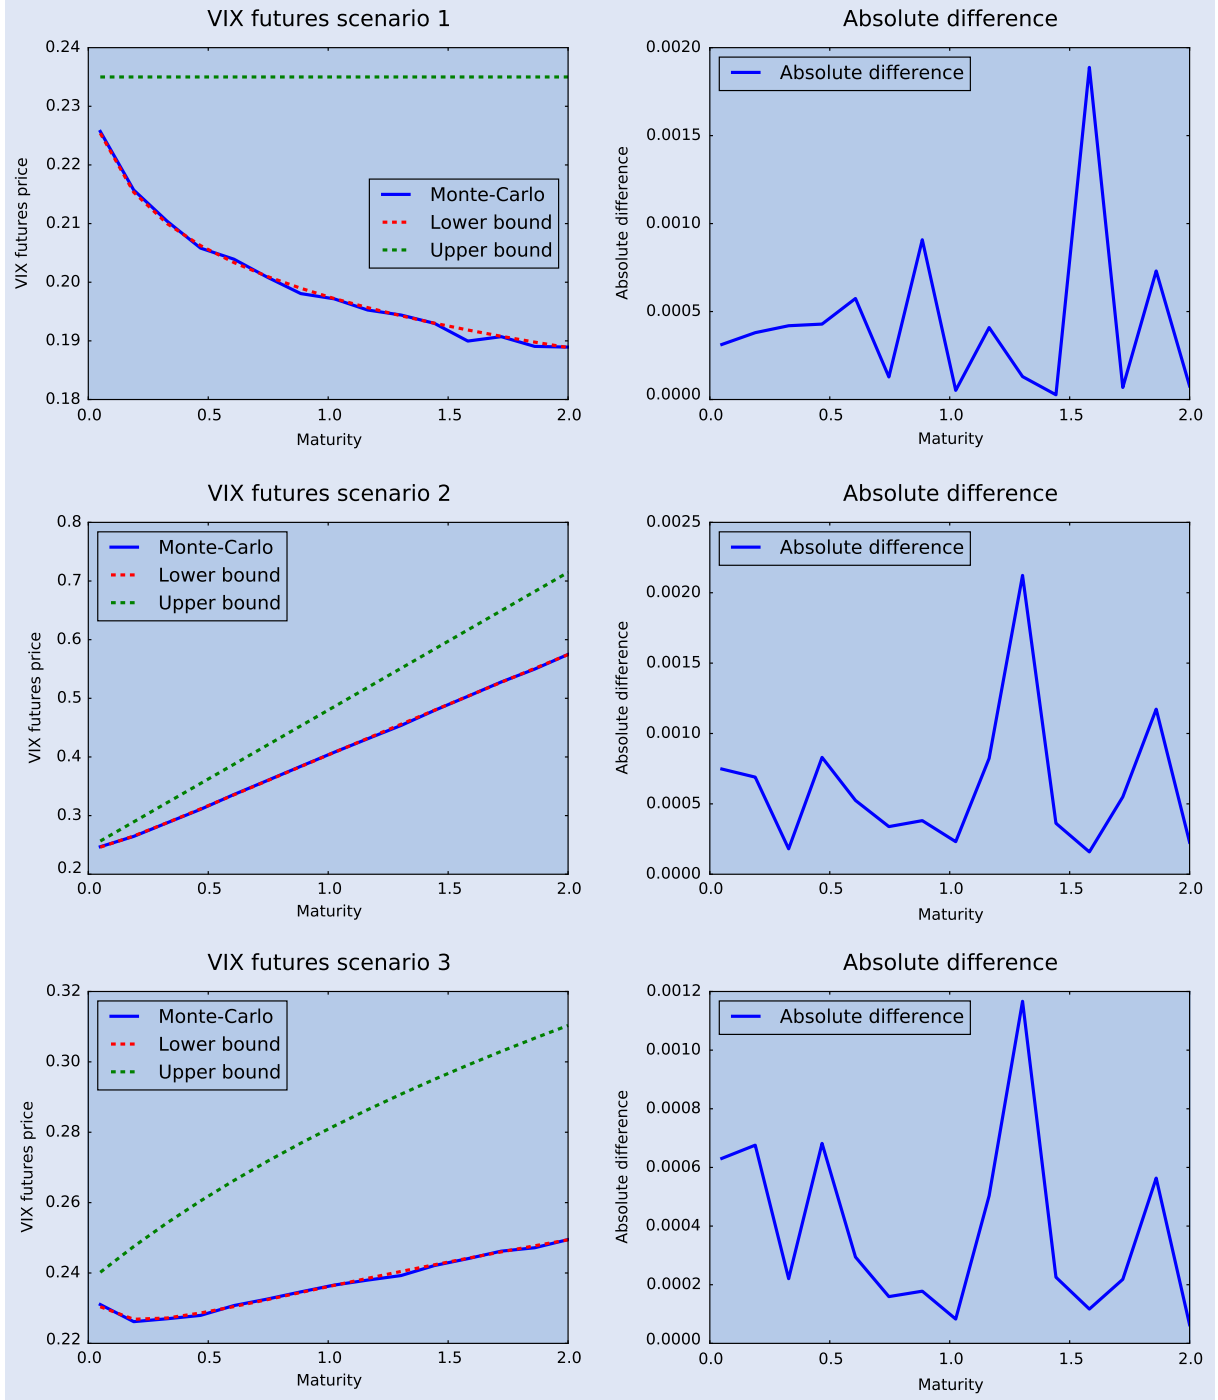 VIX futures scenario 1
0.24
0.23
0.22
0.21
0.20
0.19
0.18
VIX futures price
Monte-Carlo
Lower bound
Upper bound
0.0 0.5 1.0 1.5 2.0
Maturity
Absolute difference
0.0020
0.0015
0.0010
0.0005
0.0000
Absolute difference
Absolute difference
0.0 0.5 1.0 1.5 2.0
Maturity
VIX futures scenario 2
0.8
0.7
0.6
0.5
0.4
0.3
0.2
VIX futures price
Monte-Carlo
Lower bound
Upper bound
0.0 0.5 1.0 1.5 2.0
Maturity
Absolute difference
0.0025
0.0020
0.0015
0.0010
0.0005
0.0000
Absolute difference
Absolute difference
0.0 0.5 1.0 1.5 2.0
Maturity
VIX futures scenario 3
0.32
0.30
0.28
0.26
0.24
0.22
VIX futures price
Monte-Carlo
Lower bound
Upper bound
0.0 0.5 1.0 1.5 2.0
Maturity
Absolute difference
0.0012
0.0010
0.0008
0.0006
0.0004
0.0002
0.0000
Absolute difference
Absolute difference
0.0 0.5 1.0 1.5 2.0
Maturity